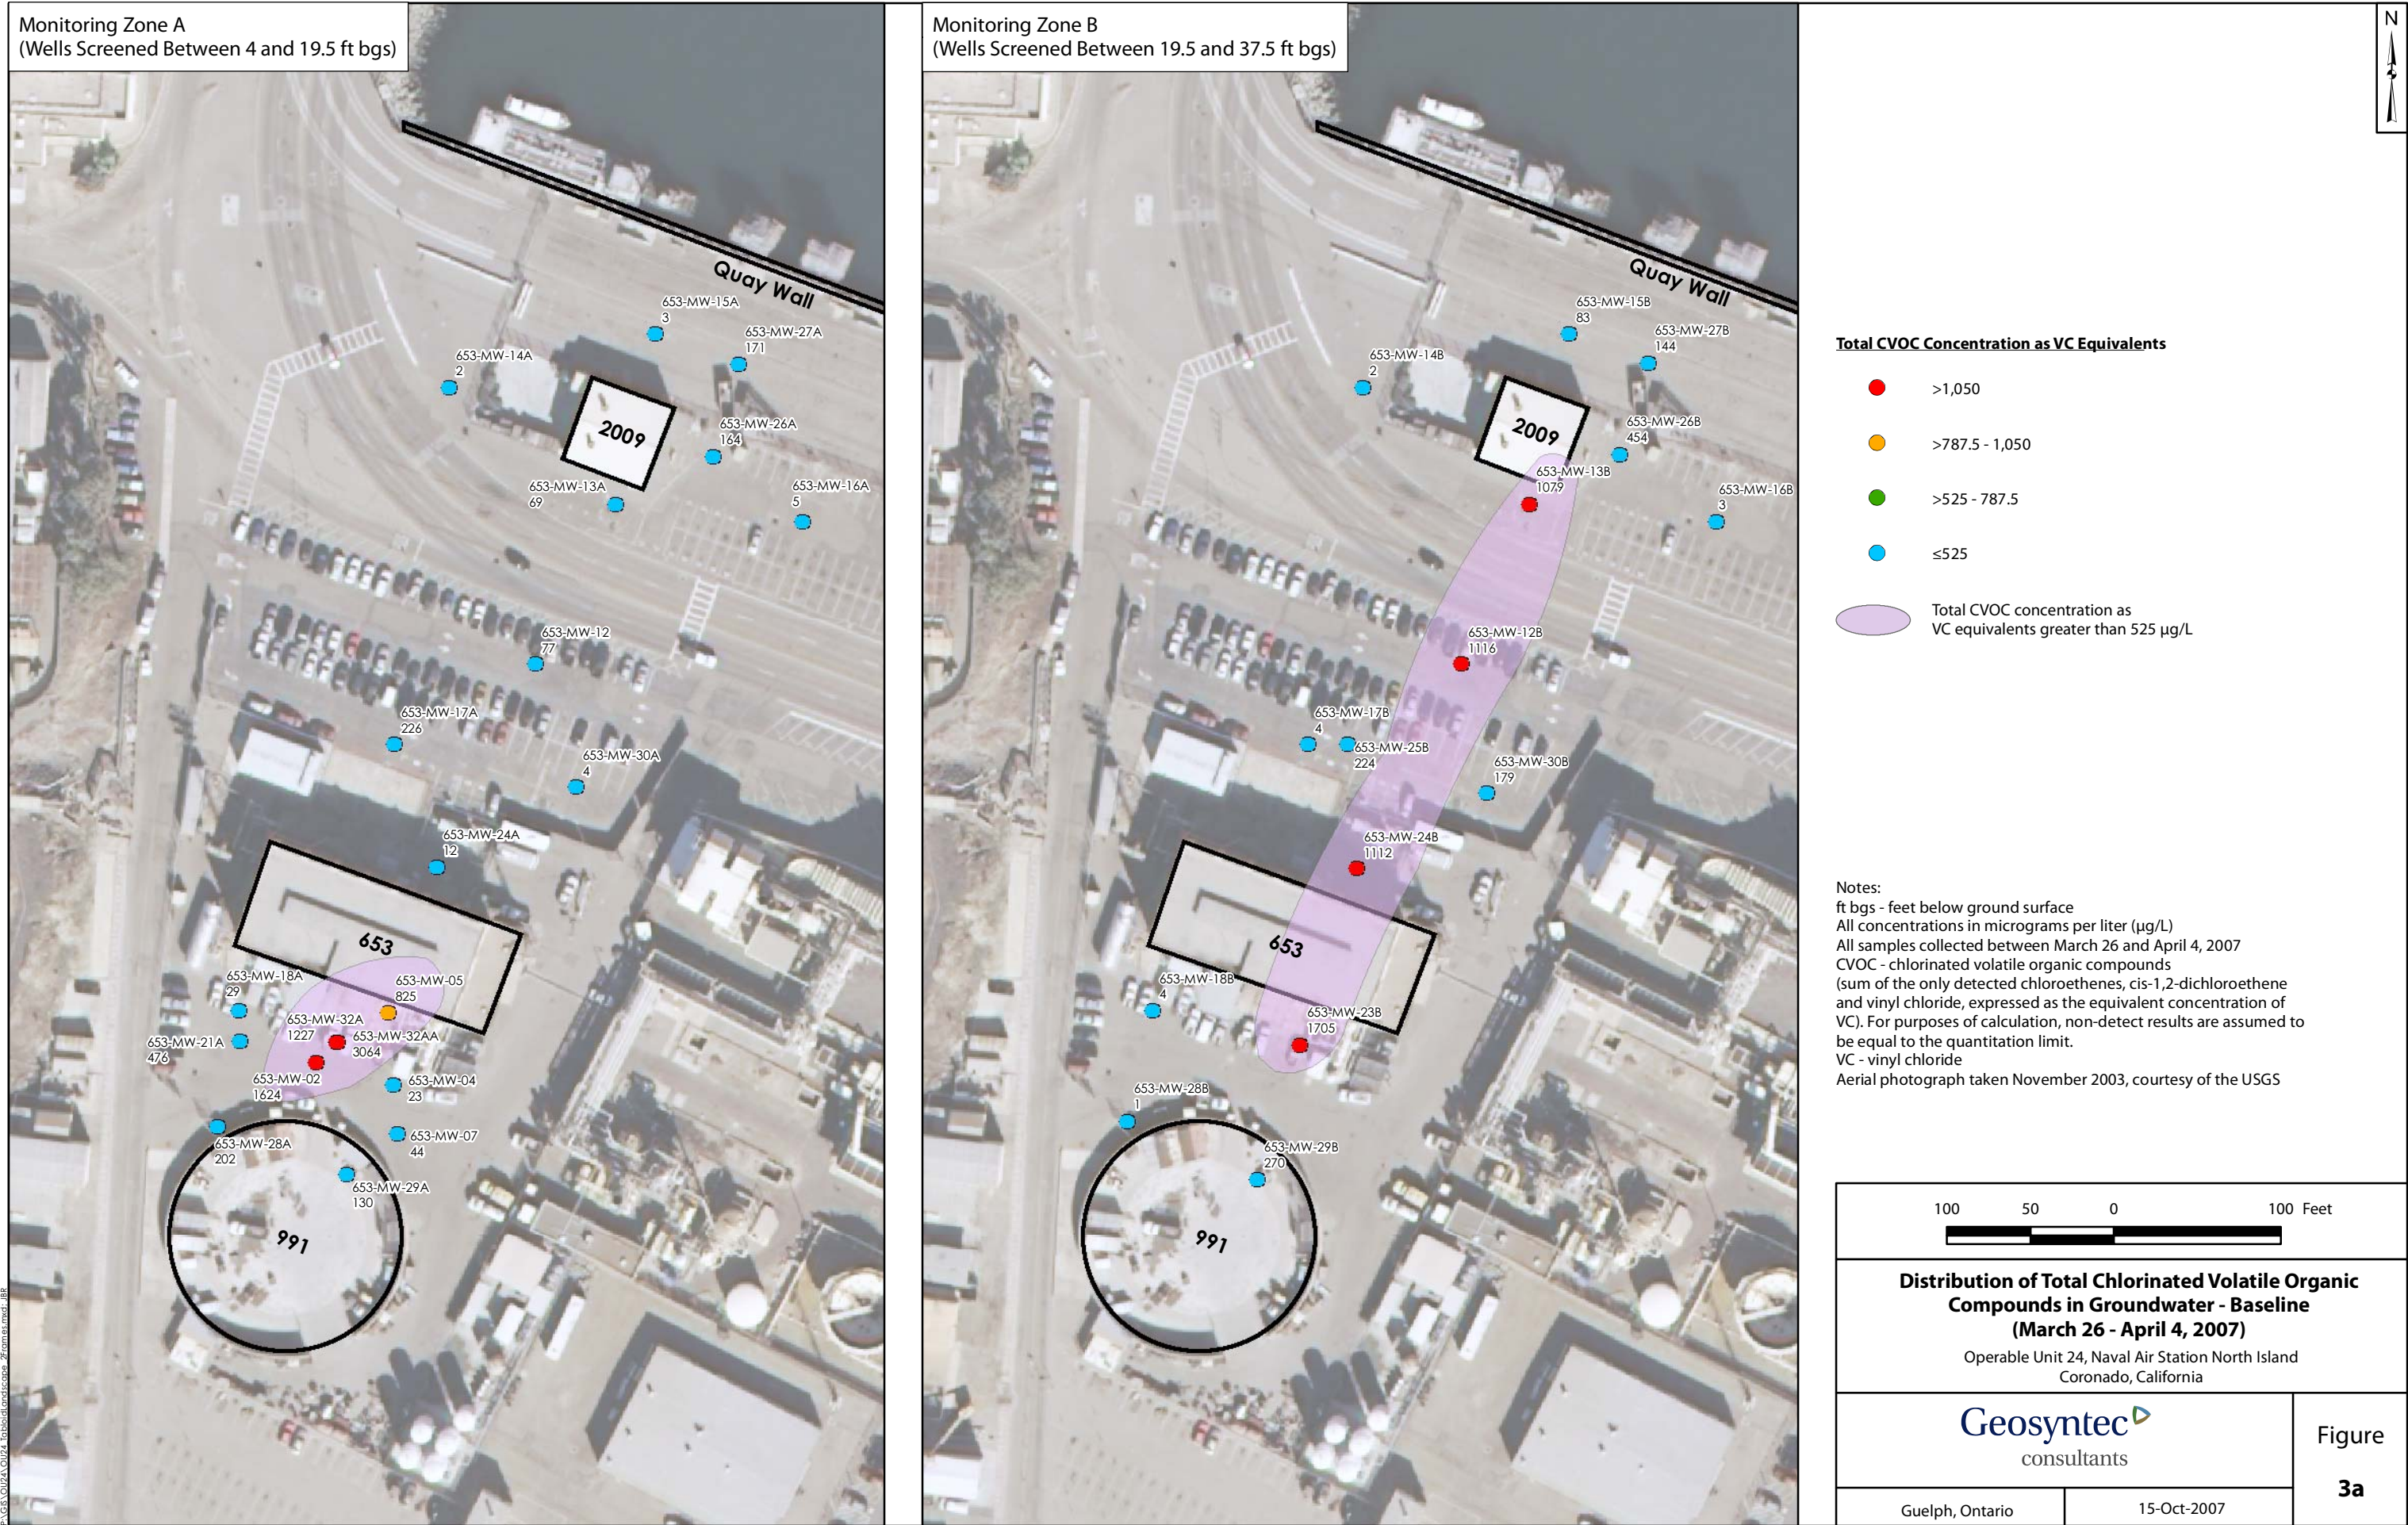 Monitoring Zone A
(Wells Screened Between 4 and 19.5 ft bgs)
Quay Wall
653-MW-15A
3
653-MW-27A
171
653-MW-14A
2
2009
653-MW-26A
164
653-MW-13A
69
653-MW-16A
5
653-MW-12
77
653-MW-17A
226
653-MW-30A
4
653-MW-24A
12
653
653-MW-18A
29
653-MW-05
825
653-MW-32A
1227
653-MW-32AA
3064
653-MW-21A
476
653-MW-02
1624
653-MW-04
23
653-MW-28A
202
653-MW-07
44
653-MW-29A
130
991
Monitoring Zone B
(Wells Screened Between 19.5 and 37.5 ft bgs)
Quay Wall
653-MW-15B
83
653-MW-27B
144
653-MW-14B
2
2009
653-MW-26B
454
653-MW-13B
1079
653-MW-16B
3
653-MW-12B
1116
653-MW-17B
4
653-MW-25B
224
653-MW-30B
179
653-MW-24B
1112
653
653-MW-18B
4
653-MW-23B
1705
653-MW-28B
1
653-MW-29B
270
991
N
Total CVOC Concentration as VC Equivalents
>1,050
>787.5 - 1,050
>525 - 787.5
≤525
Total CVOC concentration as
VC equivalents greater than 525 µg/L
Notes:
ft bgs - feet below ground surface
All concentrations in micrograms per liter (µg/L)
All samples collected between March 26 and April 4, 2007
CVOC - chlorinated volatile organic compounds
(sum of the only detected chloroethenes, cis-1,2-dichloroethene
and vinyl chloride, expressed as the equivalent concentration of
VC). For purposes of calculation, non-detect results are assumed to
be equal to the quantitation limit.
VC - vinyl chloride
Aerial photograph taken November 2003, courtesy of the USGS
100 50 0 100 Feet
Distribution of Total Chlorinated Volatile Organic
Compounds in Groundwater - Baseline
(March 26 - April 4, 2007)
Operable Unit 24, Naval Air Station North Island
Coronado, California
Geosyntec
consultants
Figure
3a
Guelph, Ontario
15-Oct-2007